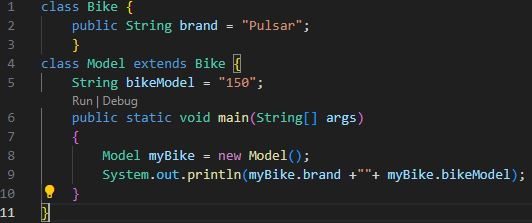 1 class Bike {
2     public String brand = "Pulsar";
3     }
4 class Model extends Bike {
5     String bikeModel = "150";
Run | Debug
6     public static void main(String[] args)
7     {
8         Model myBike = new Model();
9         System.out.println(myBike.brand +""+ myBike.bikeModel);
10     }
11 }